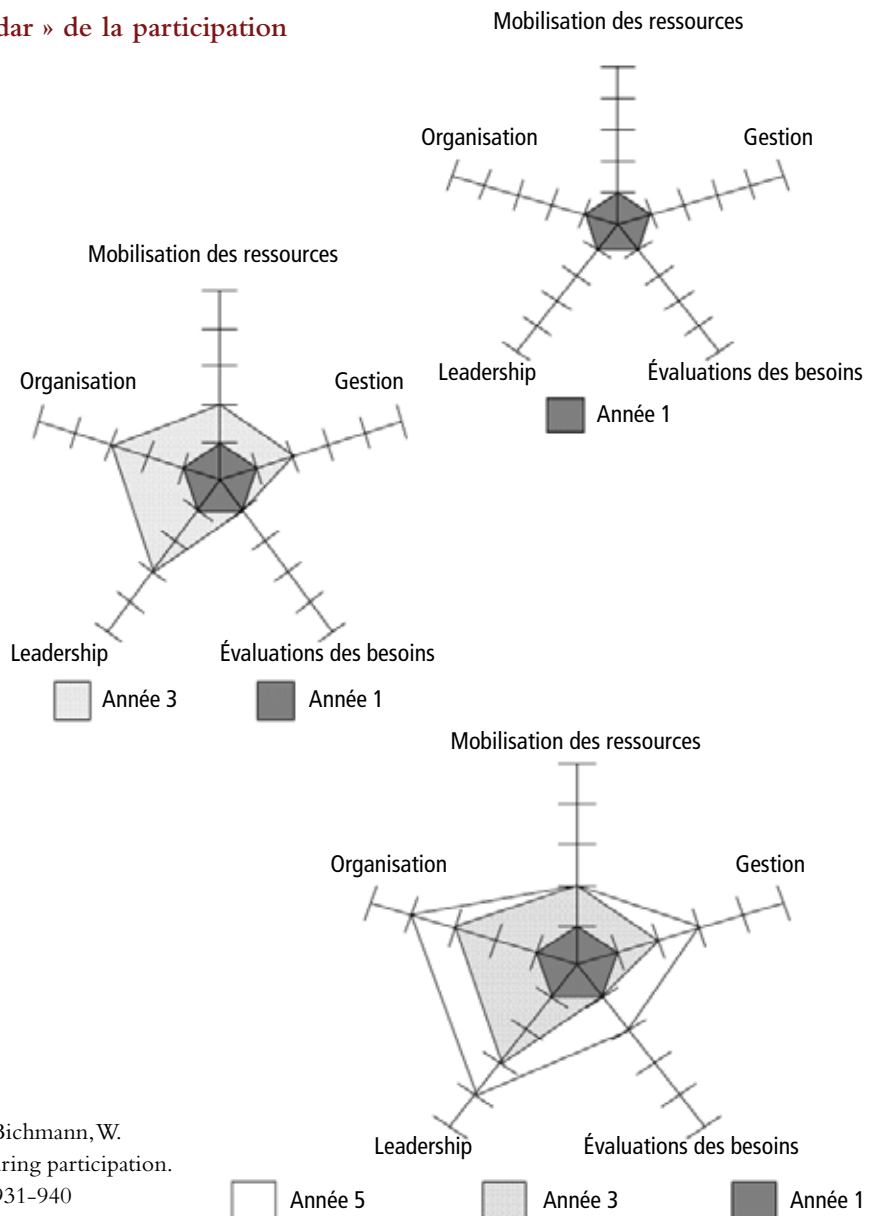 dar » de la participation
Mobilisation des ressources
Organisation
Gestion
Leadership
Évaluations des besoins
Année 1
Mobilisation des ressources
Organisation
Gestion
Leadership
Évaluations des besoins
Année 3
Année 1
Mobilisation des ressources
Organisation
Gestion
Leadership
Évaluations des besoins
Année 5
Année 3
Année 1
Bichmann, W.
ring participation.
931-940